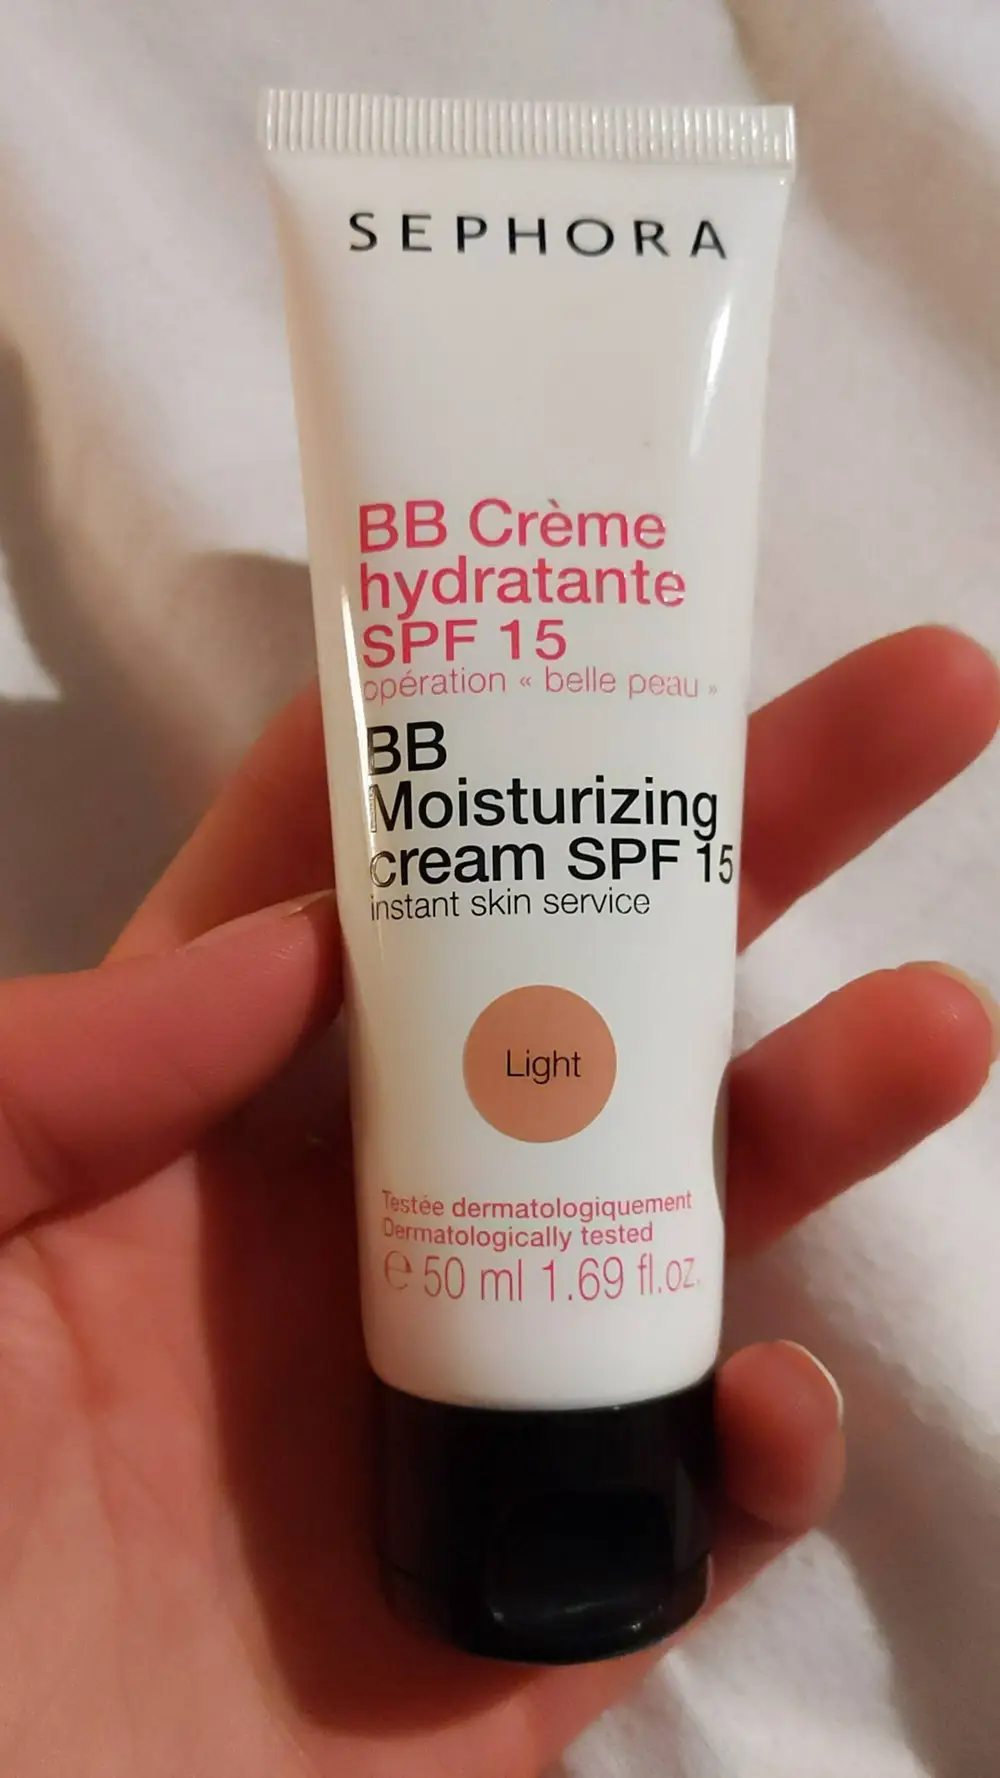 SEPHORA
BB Crème
hydratante
SPF 15
opération « belle peau »
BB
Moisturizing
cream SPF 15
instant skin service
Light
Testée dermatologiquement
Dermatologically tested
℮ 50 ml 1.69 fl.oz.